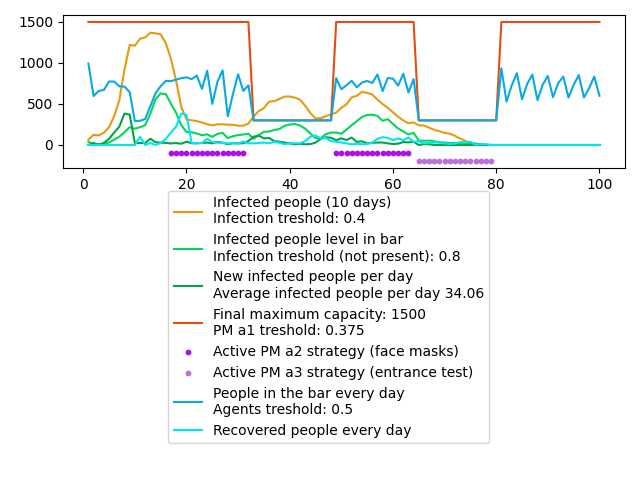 1500
1000
500
0
0 20 40 60 80 100
Infected people (10 days)
Infection treshold: 0.4
Infected people level in bar
Infection treshold (not present): 0.8
New infected people per day
Average infected people per day 34.06
Final maximum capacity: 1500
PM a1 treshold: 0.375
Active PM a2 strategy (face masks)
Active PM a3 strategy (entrance test)
People in the bar every day
Agents treshold: 0.5
Recovered people every day